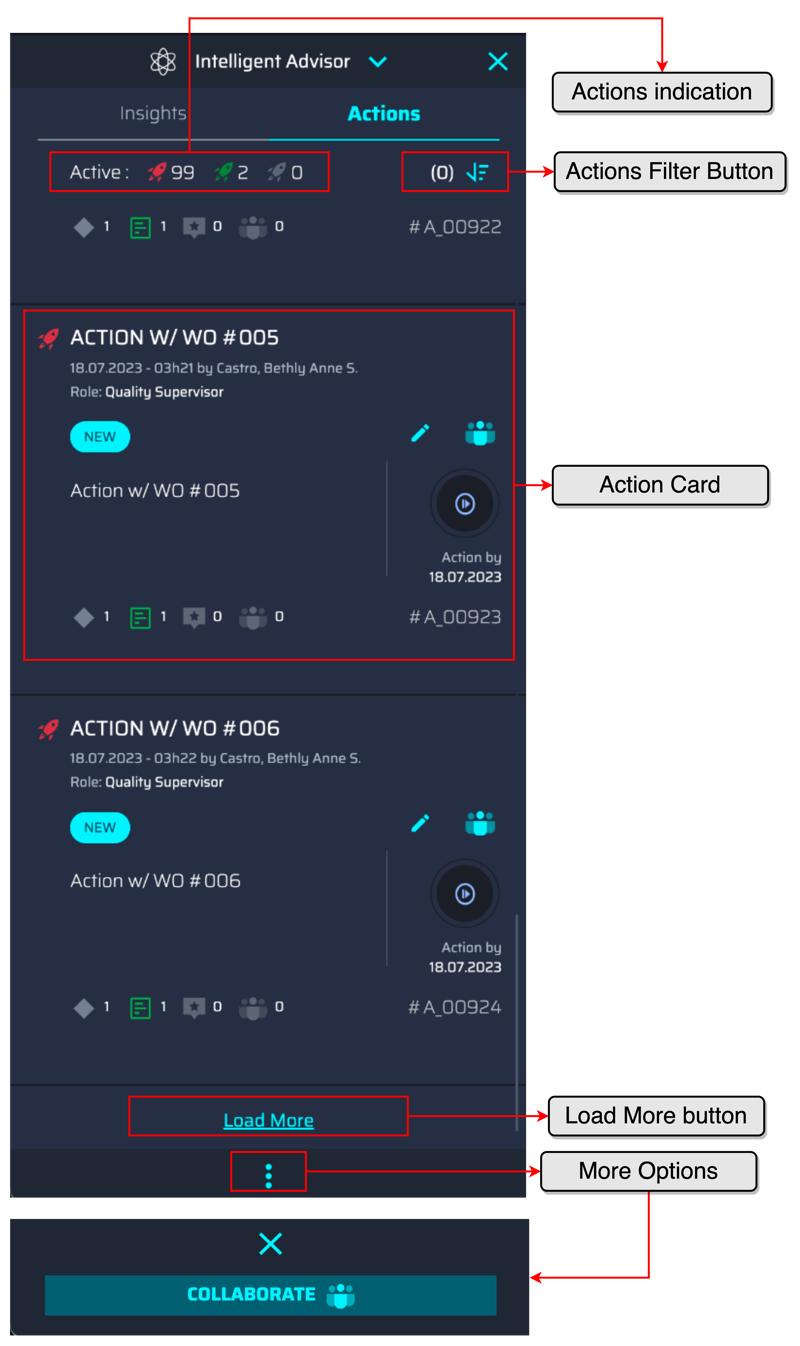 Intelligent Advisor
Actions indication
Insights
Actions
Active : 99 2 0
(0)
Actions Filter Button
1 1 0 0 #A_00922
ACTION W/ WO #005
18.07.2023 - 03h21 by Castro, Bethly Anne S.
Role: Quality Supervisor
NEW
Action w/ WO #005
Action Card
Action by
18.07.2023
1 1 0 0 #A_00923
ACTION W/ WO #006
18.07.2023 - 03h22 by Castro, Bethly Anne S.
Role: Quality Supervisor
NEW
Action w/ WO #006
Action by
18.07.2023
1 1 0 0 #A_00924
Load More
Load More button
More Options
COLLABORATE